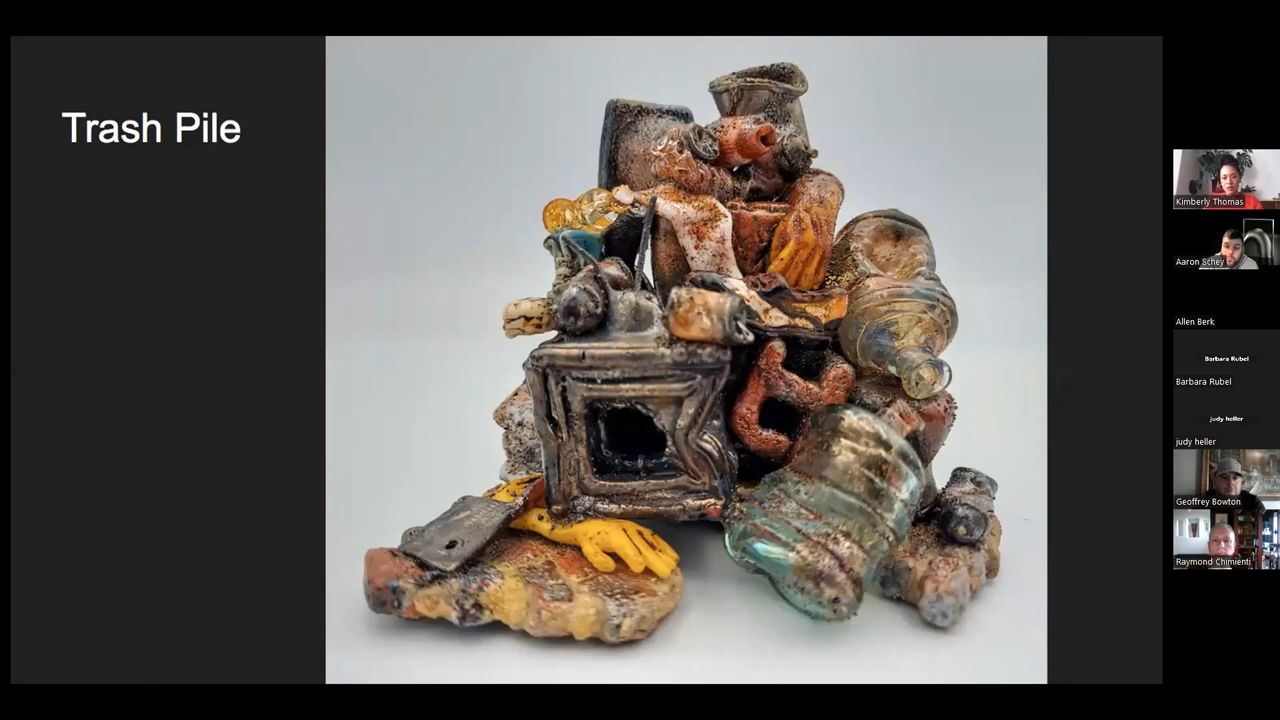 Trash Pile
Kimberly Thomas
Aaron Schey
Allen Berk
Barbara Rubel
Barbara Rubel
judy heller
judy heller
Geoffrey Bowton
Raymond Chimienti